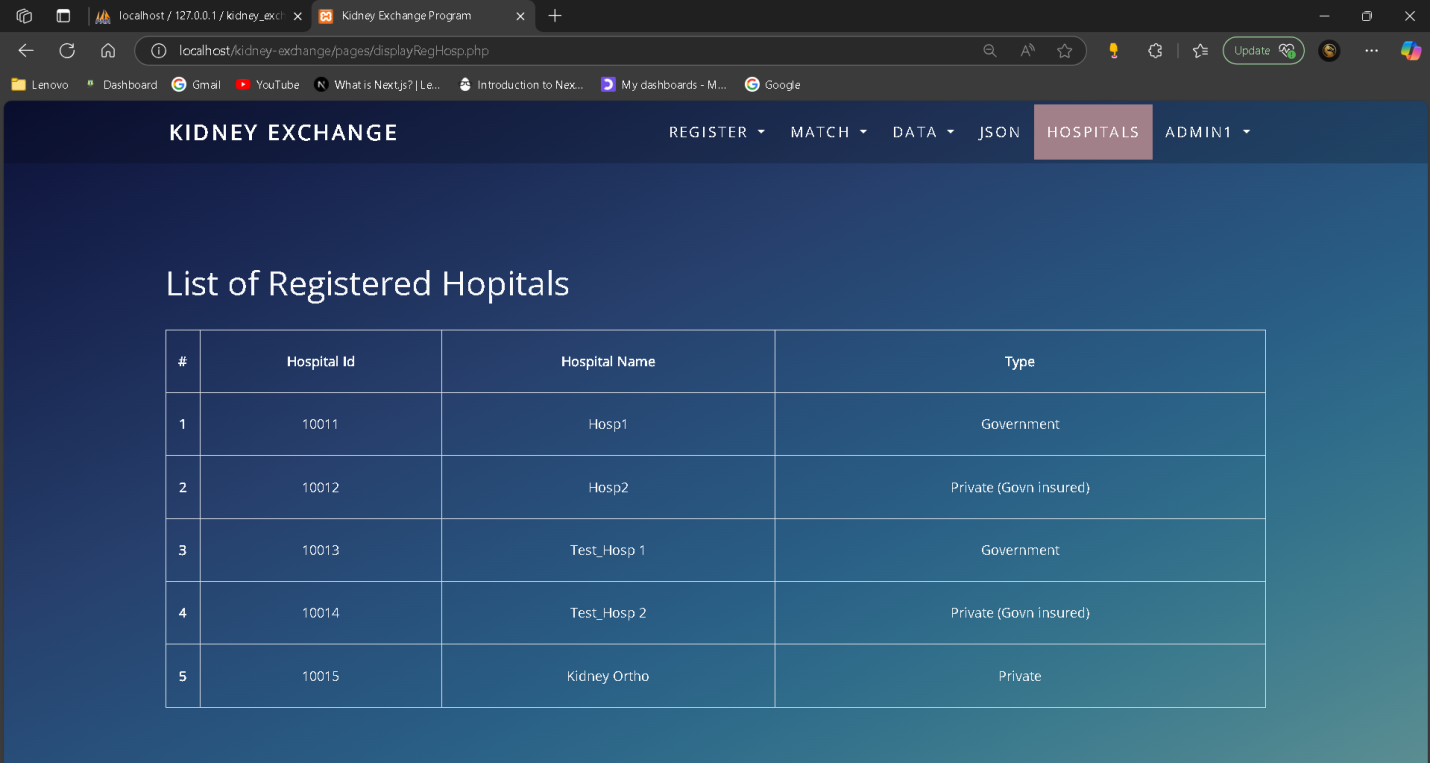 localhost / 127.0.0.1 / kidney_exch
Kidney Exchange Program
localhost/kidney-exchange/pages/displayRegHosp.php
Update
Lenovo Dashboard Gmail YouTube What is Next.js? | Le... Introduction to Nex... My dashboards - M... Google
KIDNEY EXCHANGE REGISTER MATCH DATA JSON HOSPITALS ADMIN1
List of Registered Hopitals
# Hospital Id Hospital Name Type
1 10011 Hosp1 Government
2 10012 Hosp2 Private (Govn insured)
3 10013 Test_Hosp 1 Government
4 10014 Test_Hosp 2 Private (Govn insured)
5 10015 Kidney Ortho Private